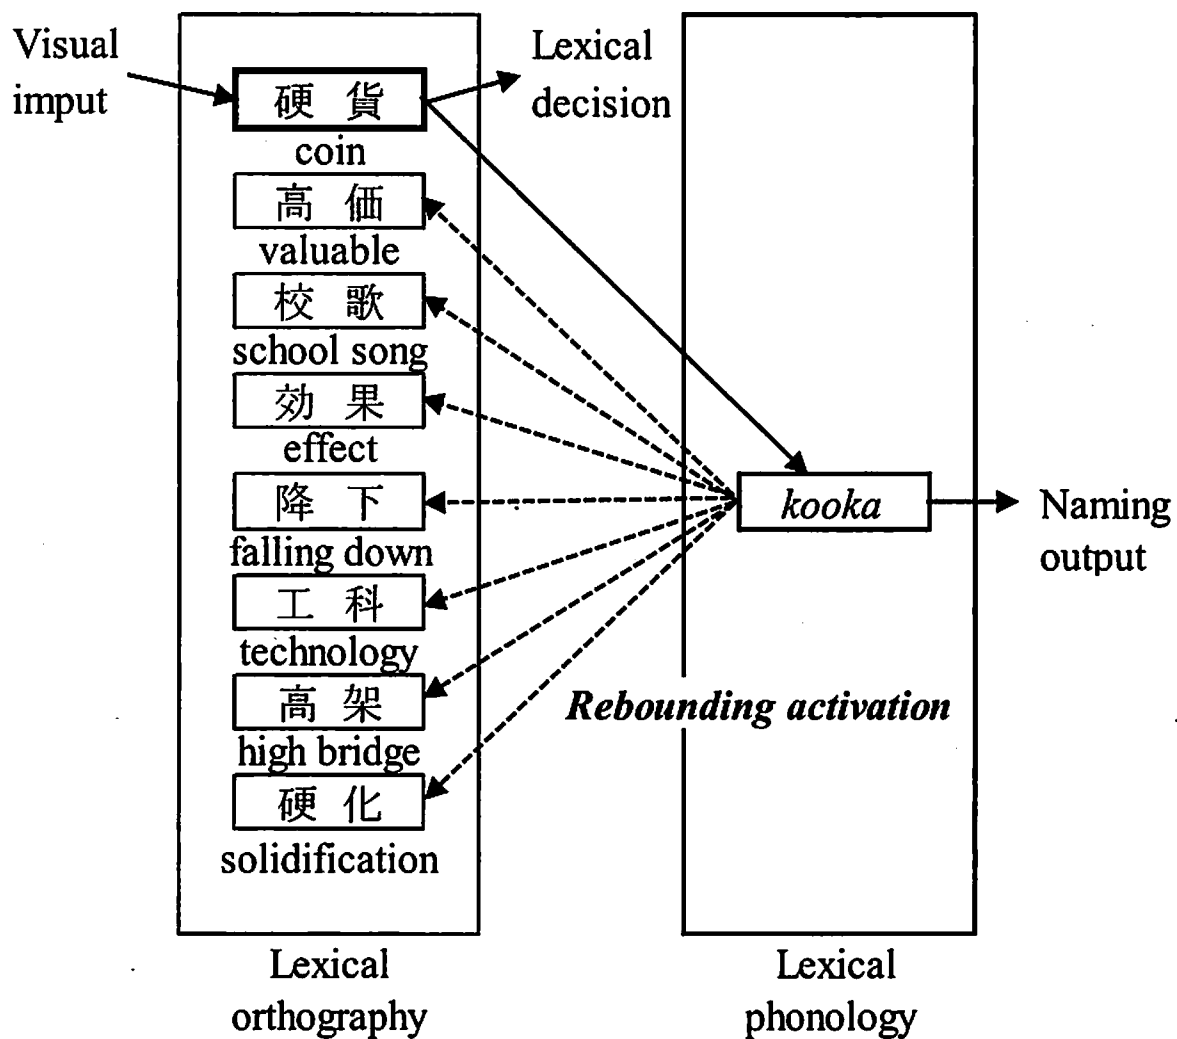 Visual
imput
硬貨
coin
高価
valuable
校歌
school song
効果
effect
降下
falling down
工科
technology
高架
high bridge
硬化
solidification
Lexical
decision
kooka
Naming
output
Rebounding activation
Lexical
orthography
Lexical
phonology